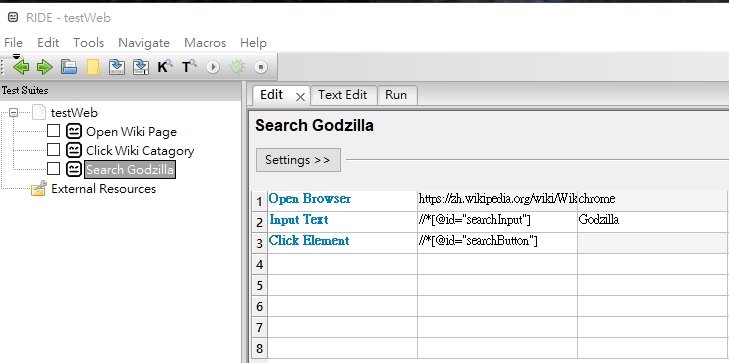 RIDE - testWeb
File Edit Tools Navigate Macros Help
Test Suites
testWeb
Open Wiki Page
Click Wiki Catagory
Search Godzilla
External Resources
Edit Text Edit Run
Search Godzilla
Settings >>
1 Open Browser https://zh.wikipedia.org/wiki/Wik chrome
2 Input Text //*[@id="searchInput"] Godzilla
3 Click Element //*[@id="searchButton"]
4
5
6
7
8